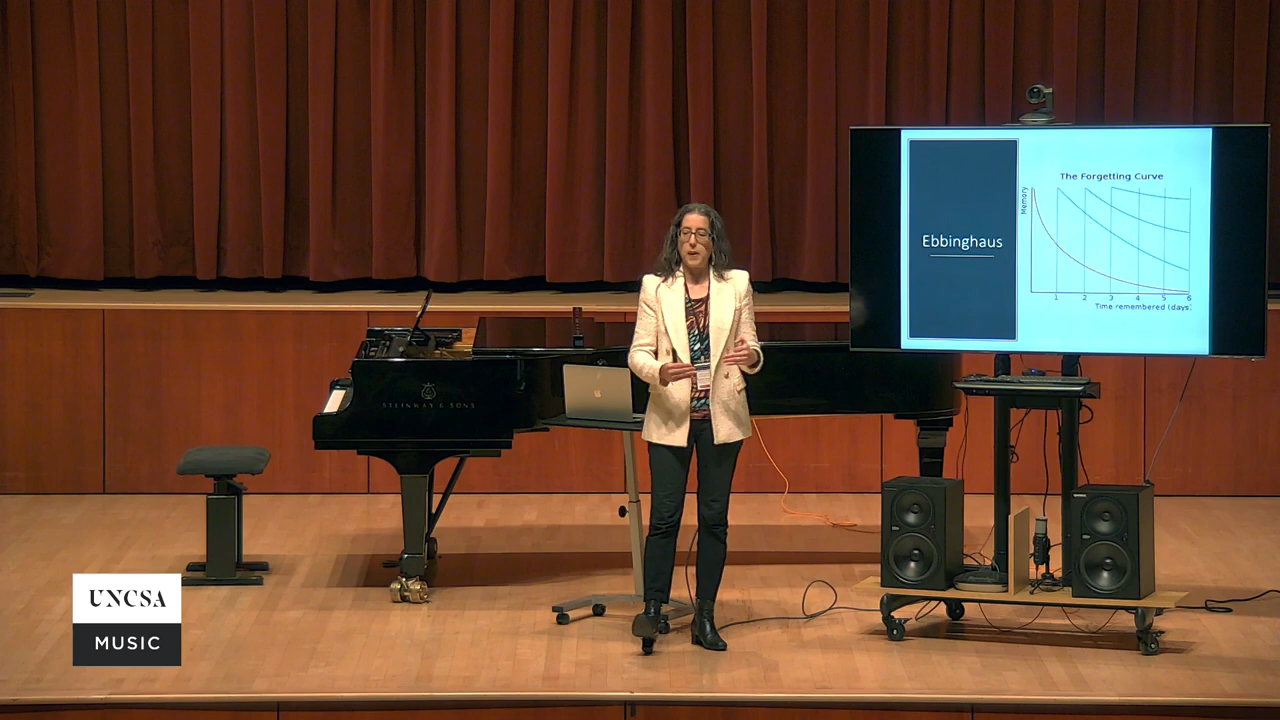 The Forgetting Curve
Memory
Ebbinghaus
1 2 3 4 5 6
Time remembered (days)
STEINWAY & SONS
UNCSA
MUSIC